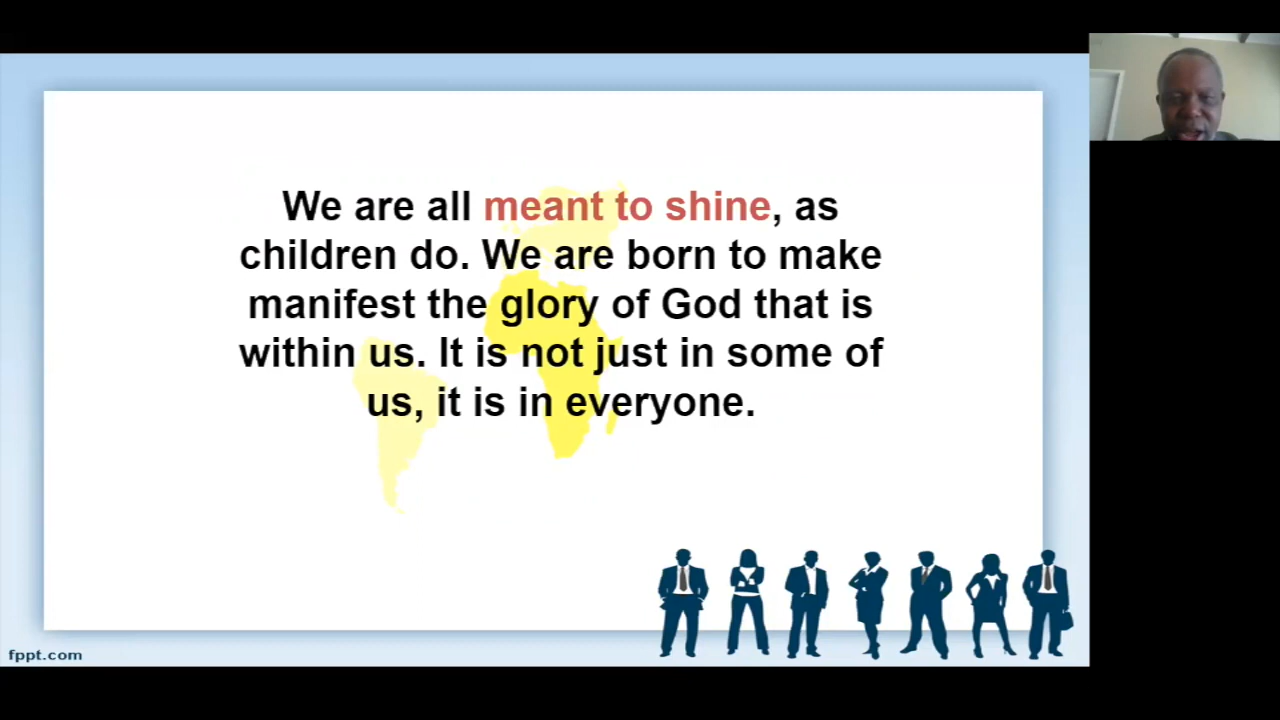 We are all meant to shine, as
children do. We are born to make
manifest the glory of God that is
within us. It is not just in some of
us, it is in everyone.
fppt.com